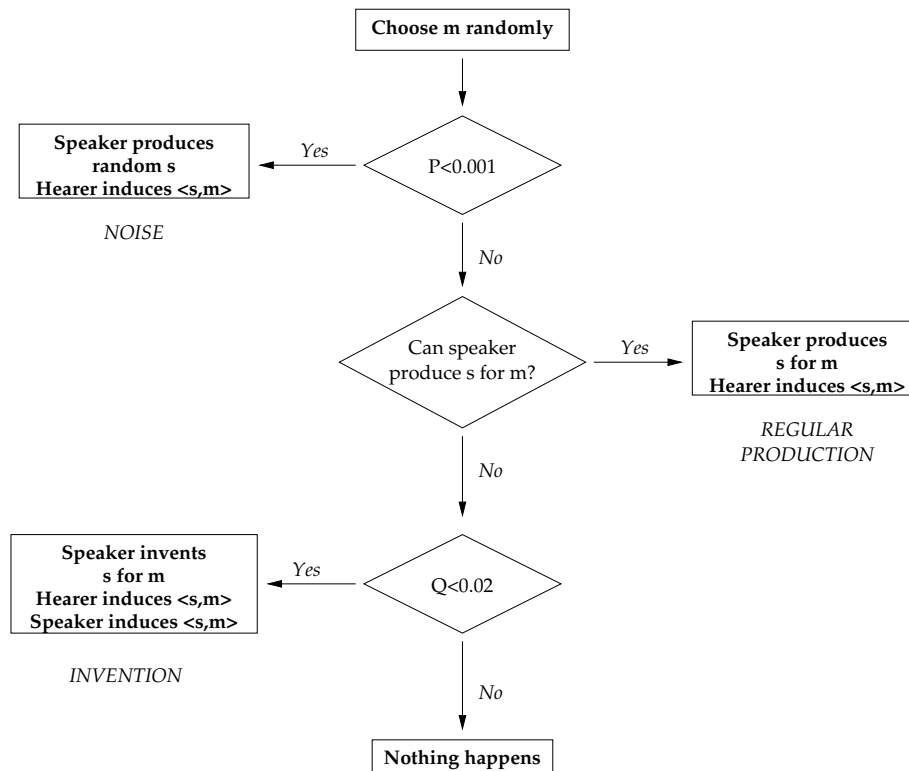 Choose m randomly
P<0.001
Yes
Speaker produces
random s
Hearer induces <s,m>
NOISE
No
Can speaker
produce s for m?
Yes
Speaker produces
s for m
Hearer induces <s,m>
REGULAR
PRODUCTION
No
Q<0.02
Yes
Speaker invents
s for m
Hearer induces <s,m>
Speaker induces <s,m>
INVENTION
No
Nothing happens